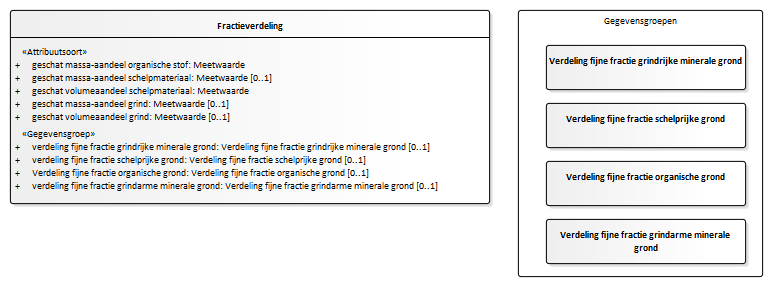 Fractieverdeling
«Attribuutsoort»
+ geschat massa-aandeel organische stof: Meetwaarde
+ geschat massa-aandeel schelpmateriaal: Meetwaarde [0..1]
+ geschat volumeaandeel schelpmateriaal: Meetwaarde
+ geschat massa-aandeel grind: Meetwaarde [0..1]
+ geschat volumeaandeel grind: Meetwaarde [0..1]
«Gegevensgroep»
+ verdeling fijne fractie grindrijke minerale grond: Verdeling fijne fractie grindrijke minerale grond [0..1]
+ verdeling fijne fractie schelprijke grond: Verdeling fijne fractie schelprijke grond [0..1]
+ Verdeling fijne fractie organische grond: Verdeling fijne fractie organische grond [0..1]
+ verdeling fijne fractie grindarme minerale grond: Verdeling fijne fractie grindarme minerale grond [0..1]
Gegevensgroepen
Verdeling fijne fractie grindrijke minerale grond
Verdeling fijne fractie schelprijke grond
Verdeling fijne fractie organische grond
Verdeling fijne fractie grindarme minerale
grond